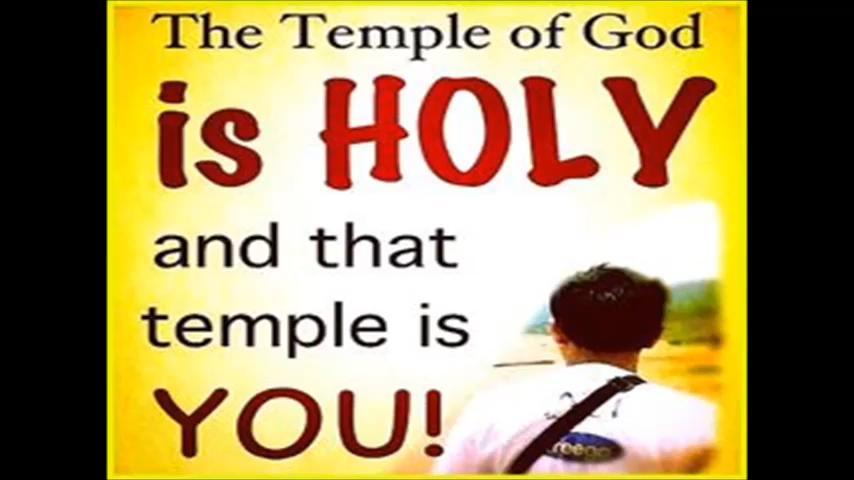 The Temple of God
is HOLY
and that
temple is
YOU!